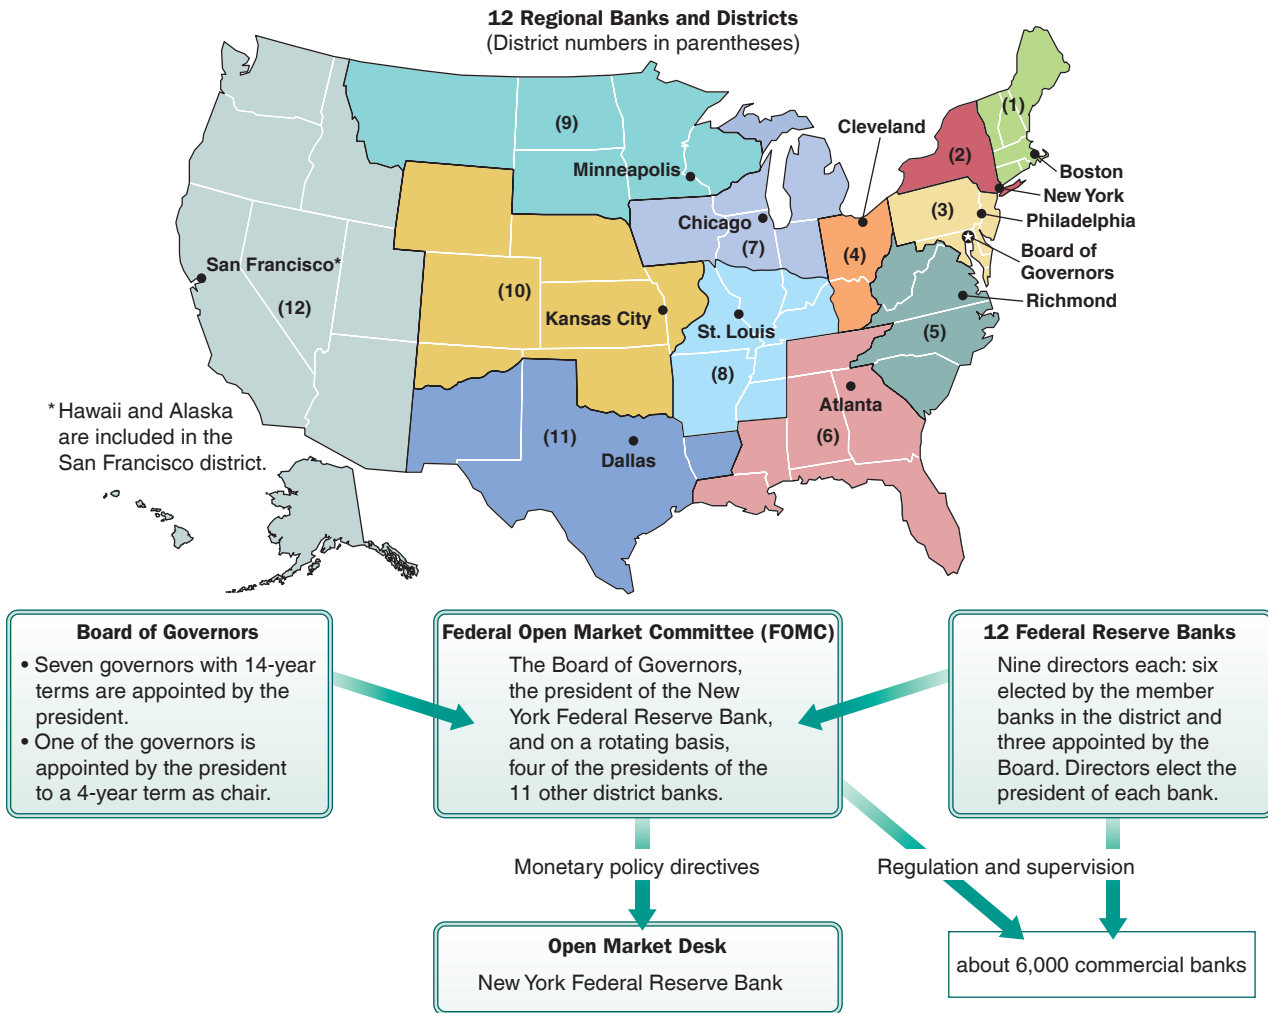 12 Regional Banks and Districts
(District numbers in parentheses)
(1)
Cleveland
(9)
(2)
Minneapolis
Boston
New York
(3)
Philadelphia
Chicago
(7)
(4)
Board of
Governors
San Francisco*
(10)
Richmond
(12)
Kansas City
St. Louis
(5)
(8)
Atlanta
*Hawaii and Alaska
are included in the
San Francisco district.
(11)
(6)
Dallas
Board of Governors
• Seven governors with 14-year
terms are appointed by the
president.
• One of the governors is
appointed by the president
to a 4-year term as chair.
Federal Open Market Committee (FOMC)
The Board of Governors,
the president of the New
York Federal Reserve Bank,
and on a rotating basis,
four of the presidents of the
11 other district banks.
12 Federal Reserve Banks
Nine directors each: six
elected by the member
banks in the district and
three appointed by the
Board. Directors elect the
president of each bank.
Monetary policy directives
Regulation and supervision
Open Market Desk
New York Federal Reserve Bank
about 6,000 commercial banks